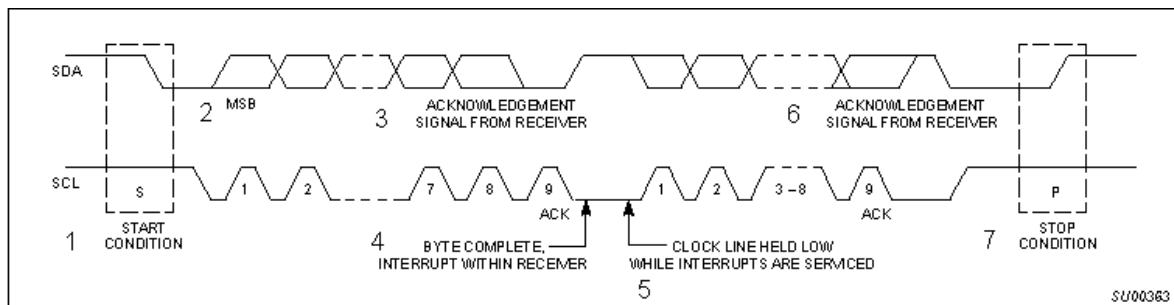 SDA
2 MSB
3
ACKNOWLEDGEMENT
SIGNAL FROM RECEIVER
6
ACKNOWLEDGEMENT
SIGNAL FROM RECEIVER
SCL
S
1
2
7
8
9
ACK
1
2
3 – 8
9
ACK
P
1
START
CONDITION
4
BYTE COMPLETE,
INTERRUPT WITHIN RECEIVER
CLOCK LINE HELD LOW
WHILE INTERRUPTS ARE SERVICED
5
7
STOP
CONDITION
SU00363